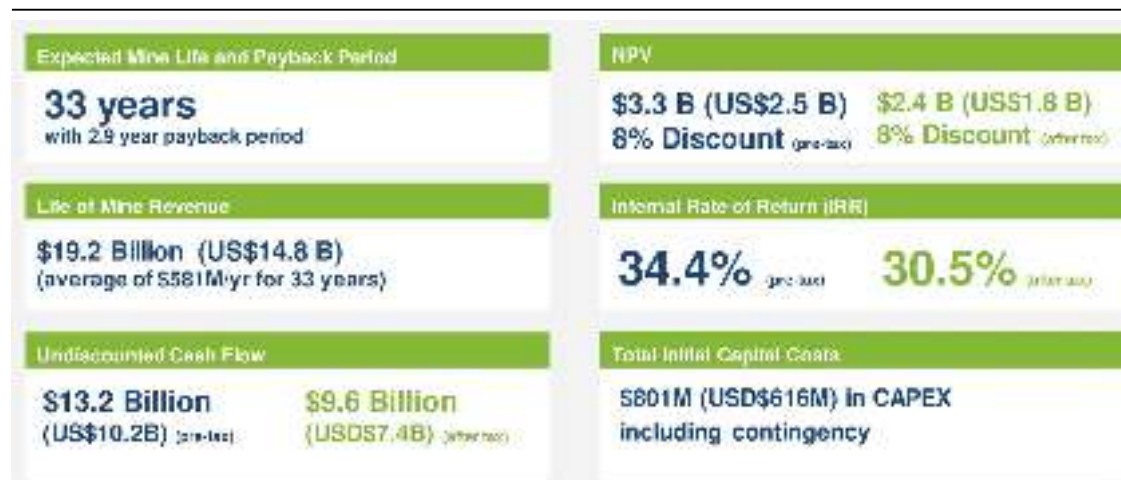 Expected Mine Life and Payback Period
33 years
with 2.9 year payback period
NPV
$3.3 B (US$2.5 B)
8% Discount (pre-tax)
$2.4 B (US$1.8 B)
8% Discount (after tax)
Life of Mine Revenue
$19.2 Billion (US$14.8 B)
(average of $581M/yr for 33 years)
Internal Rate of Return (IRR)
34.4% (pre-tax)
30.5% (after tax)
Undiscounted Cash Flow
$13.2 Billion
(US$10.2B) (pre-tax)
$9.6 Billion
(USD$7.4B) (after tax)
Total Initial Capital Costs
$801M (USD$616M) in CAPEX
including contingency